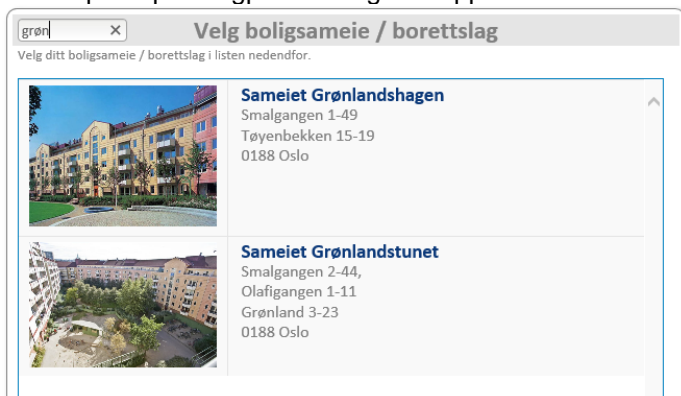 grøn
Velg boligsameie / borettslag
Velg ditt boligsameie / borettslag i listen nedendfor.
Sameiet Grønlandshagen
Smalgangen 1-49
Tøyenbekken 15-19
0188 Oslo
Sameiet Grønlandstunet
Smalgangen 2-44,
Olafigangen 1-11
Grønland 3-23
0188 Oslo